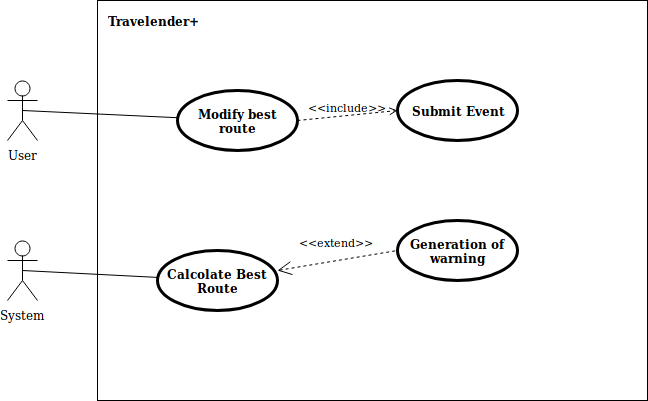 Travelender+
Modify best
route
<<include>>
Submit Event
User
Calcolate Best
Route
<<extend>>
Generation of
warning
System